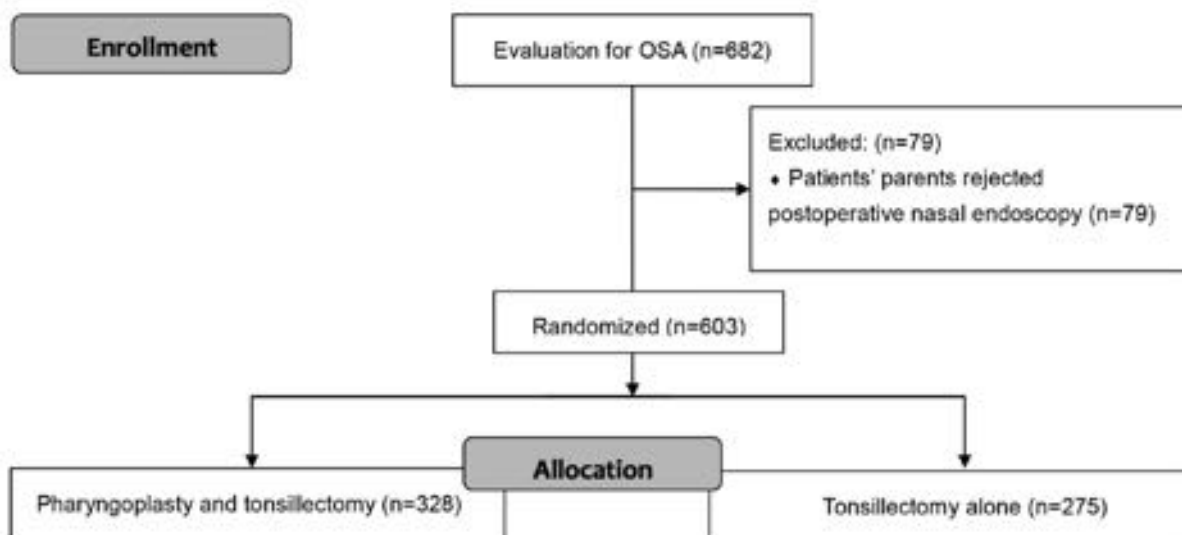 Enrollment
Evaluation for OSA (n=682)
Excluded: (n=79)
♦ Patients' parents rejected
postoperative nasal endoscopy (n=79)
Randomized (n=603)
Allocation
Pharyngoplasty and tonsillectomy (n=328)
Tonsillectomy alone (n=275)